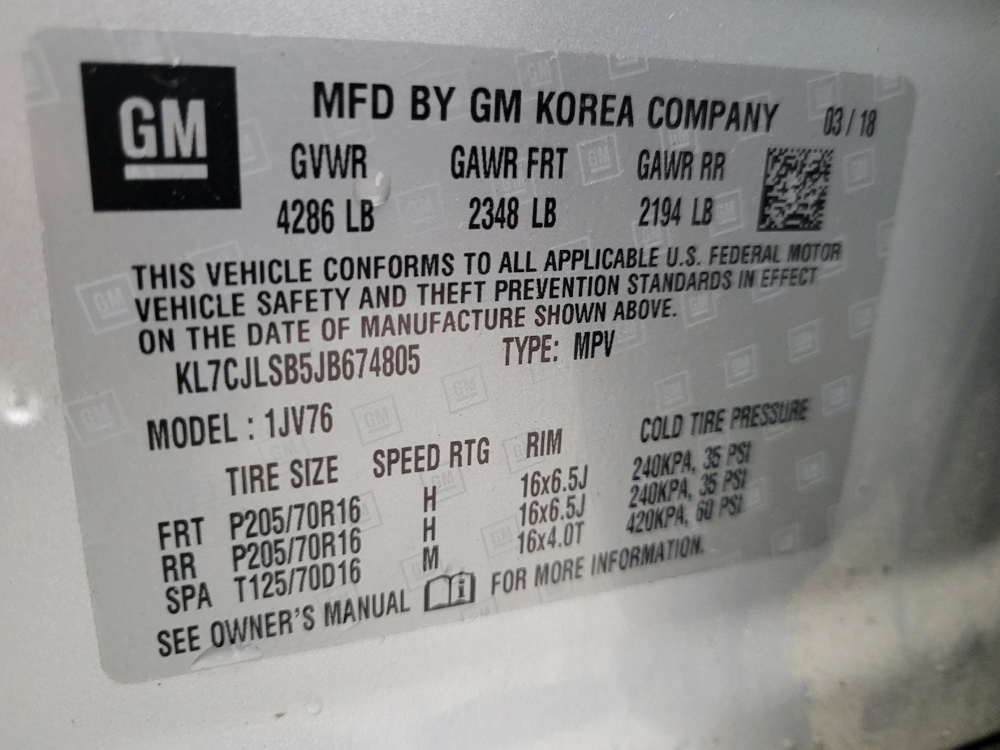 GM
MFD BY GM KOREA COMPANY 03/18
GVWR GAWR FRT GAWR RR
4286 LB 2348 LB 2194 LB
THIS VEHICLE CONFORMS TO ALL APPLICABLE U.S. FEDERAL MOTOR
VEHICLE SAFETY AND THEFT PREVENTION STANDARDS IN EFFECT
ON THE DATE OF MANUFACTURE SHOWN ABOVE.
KL7CJLSB5JB674805 TYPE: MPV
MODEL : 1JV76
TIRE SIZE SPEED RTG RIM COLD TIRE PRESSURE
FRT P205/70R16 H 16x6.5J 240KPA, 35 PSI
RR P205/70R16 H 16x6.5J 240KPA, 35 PSI
SPA T125/70D16 M 16x4.0T 420KPA, 60 PSI
SEE OWNER'S MANUAL i FOR MORE INFORMATION.